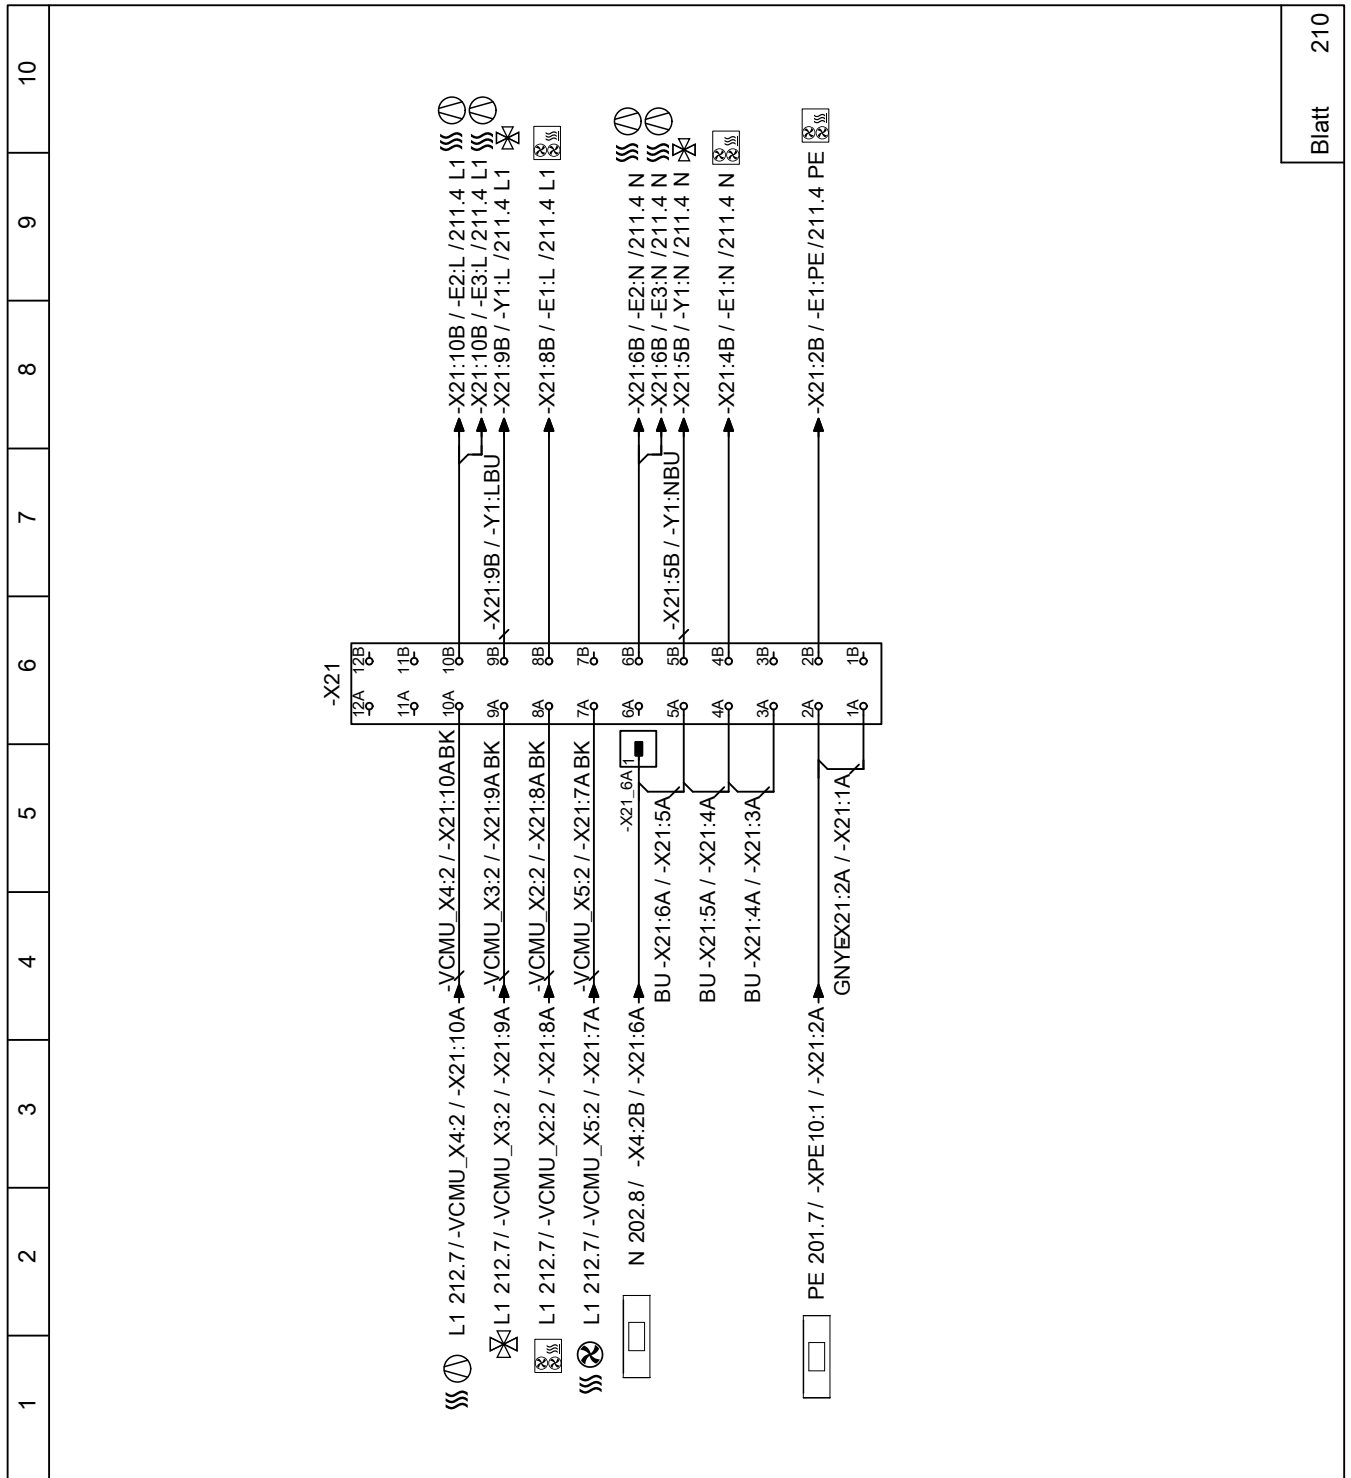 1 2 3 4 5 6 7 8 9 10
Blatt 210
-X21
12A 12B
11A 11B
L1 212.7 / -VCMU_X4:2 / -X21:10A
-VCMU_X4:2 / -X21:10A BK
10A 10B
-X21:10B / -E2:L /211.4 L1
-X21:10B / -E3:L /211.4 L1
L1 212.7 / -VCMU_X3:2 / -X21:9A
-VCMU_X3:2 / -X21:9A BK
9A 9B
-X21:9B / -Y1:LBU
-X21:9B / -Y1:L /211.4 L1
L1 212.7 / -VCMU_X2:2 / -X21:8A
-VCMU_X2:2 / -X21:8A BK
8A 8B
-X21:8B / -E1:L /211.4 L1
L1 212.7 / -VCMU_X5:2 / -X21:7A
-VCMU_X5:2 / -X21:7A BK
7A 7B
N 202.8 / -X4:2B / -X21:6A
-X21_6A 1
6A 6B
-X21:6B / -E2:N /211.4 N
-X21:6B / -E3:N /211.4 N
BU -X21:6A / -X21:5A
5A 5B
-X21:5B / -Y1:NBU
-X21:5B / -Y1:N /211.4 N
BU -X21:5A / -X21:4A
4A 4B
-X21:4B / -E1:N /211.4 N
BU -X21:4A / -X21:3A
3A 3B
PE 201.7 / -XPE10:1 / -X21:2A
2A 2B
-X21:2B / -E1:PE /211.4 PE
GNYE-X21:2A / -X21:1A
1A 1B